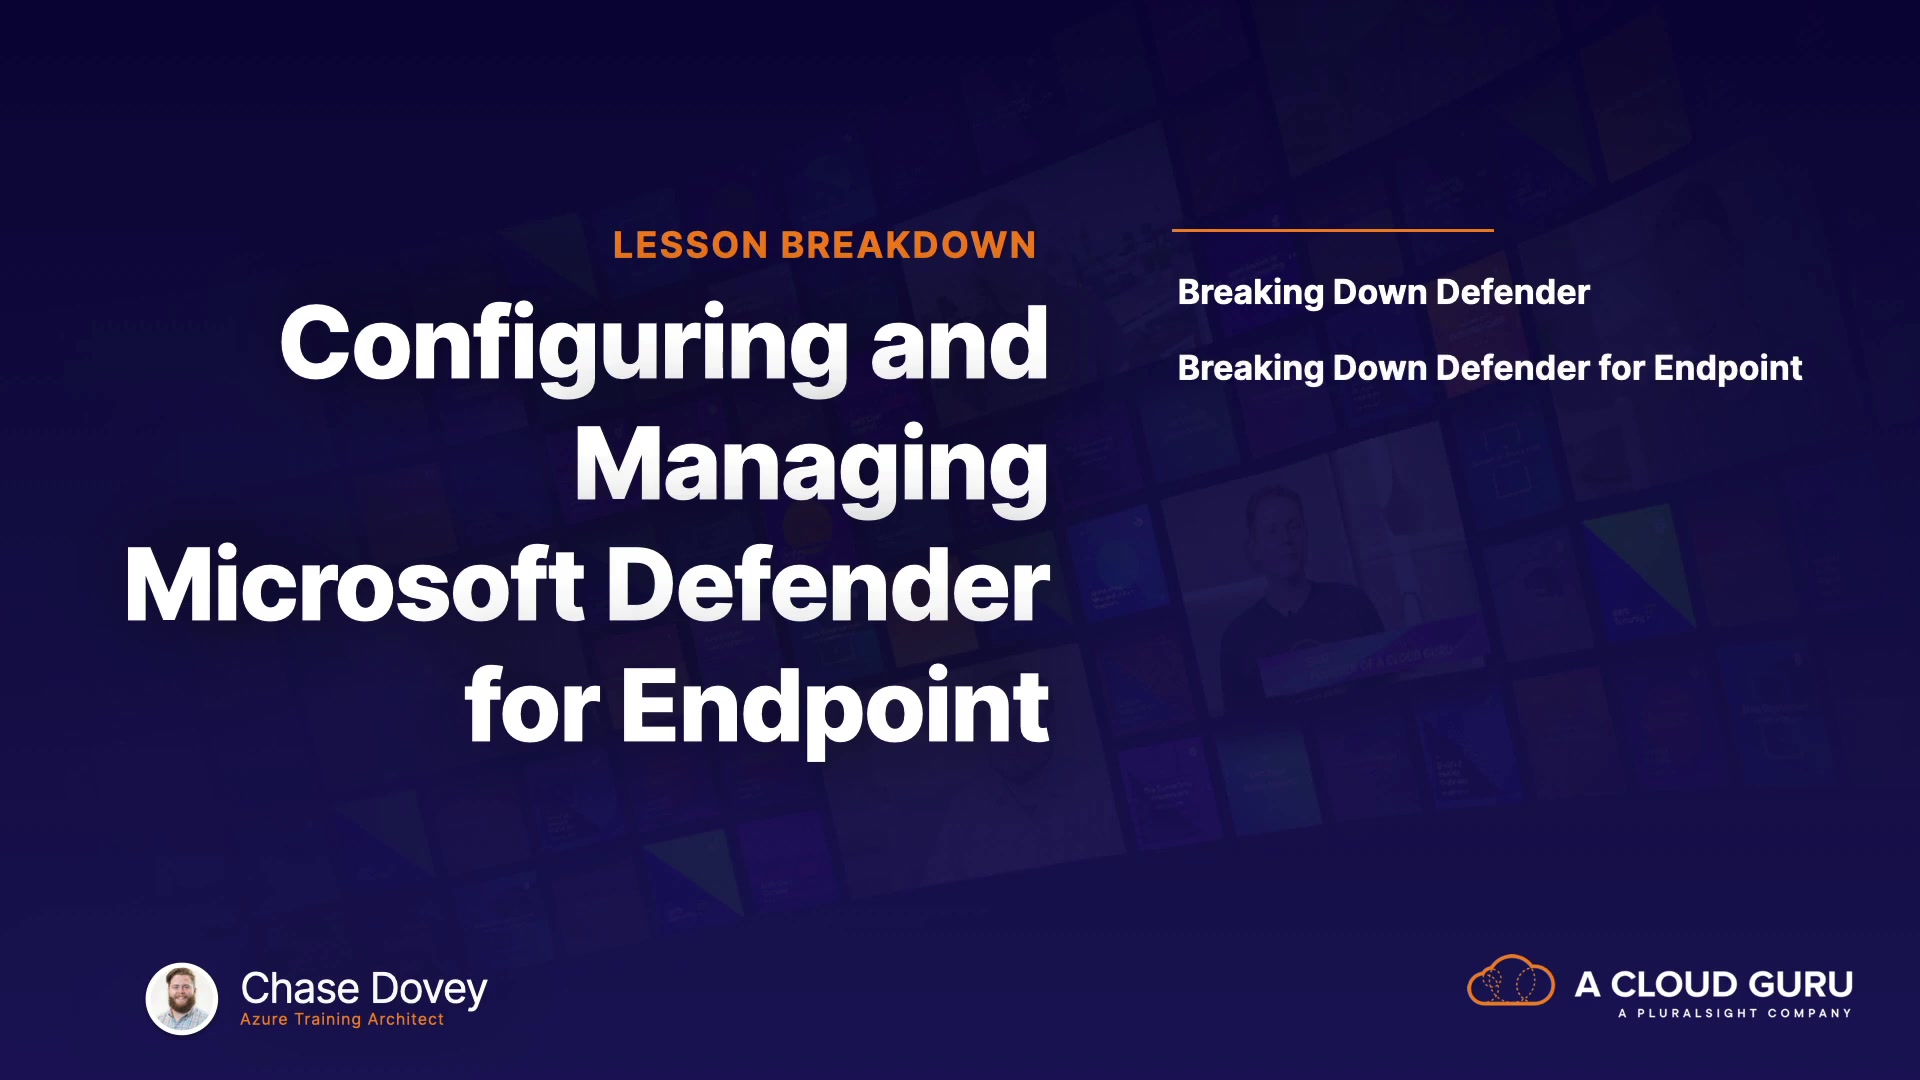 LESSON BREAKDOWN
Configuring and
Managing
Microsoft Defender
for Endpoint
Breaking Down Defender
Breaking Down Defender for Endpoint
Chase Dovey
Azure Training Architect
A CLOUD GURU
A PLURALSIGHT COMPANY